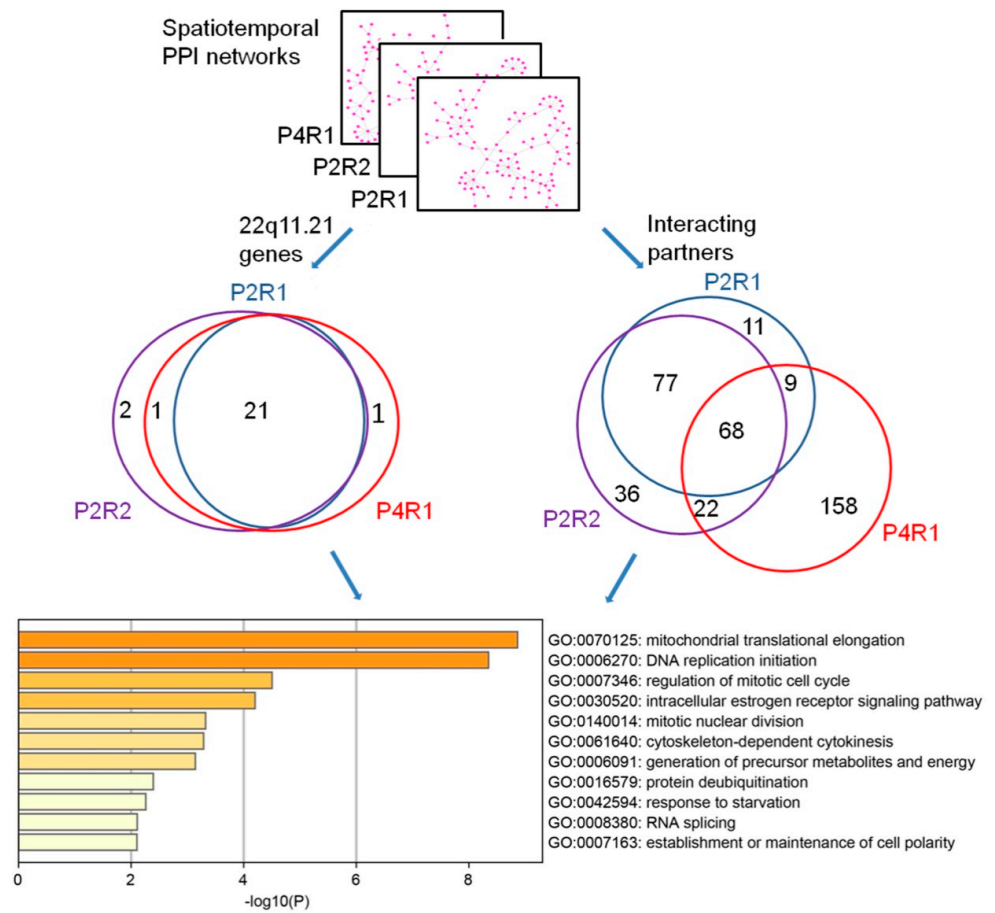 Spatiotemporal
PPI networks
P4R1
P2R2
P2R1
22q11.21
genes
Interacting
partners
P2R1
2
1
21
1
P2R2
P4R1
P2R1
11
77
9
68
36
22
158
P2R2
P4R1
GO:0070125: mitochondrial translational elongation
GO:0006270: DNA replication initiation
GO:0007346: regulation of mitotic cell cycle
GO:0030520: intracellular estrogen receptor signaling pathway
GO:0140014: mitotic nuclear division
GO:0061640: cytoskeleton-dependent cytokinesis
GO:0006091: generation of precursor metabolites and energy
GO:0016579: protein deubiquitination
GO:0042594: response to starvation
GO:0008380: RNA splicing
GO:0007163: establishment or maintenance of cell polarity
0 2 4 6 8
-log10(P)